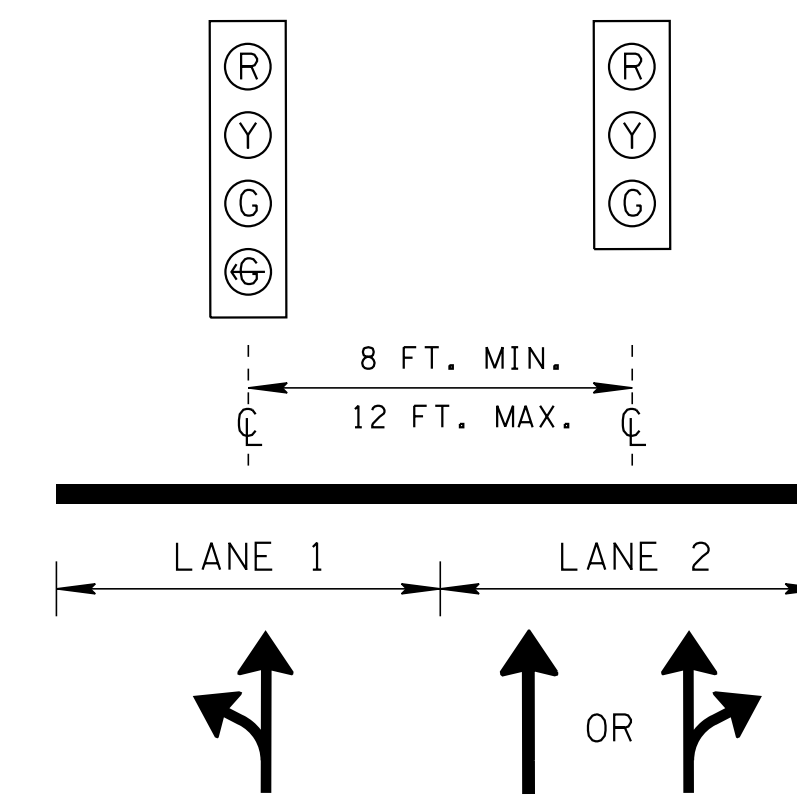 R R
Y Y
G G
G
8 FT. MIN.
12 FT. MAX.
℄ ℄
LANE 1 LANE 2
OR